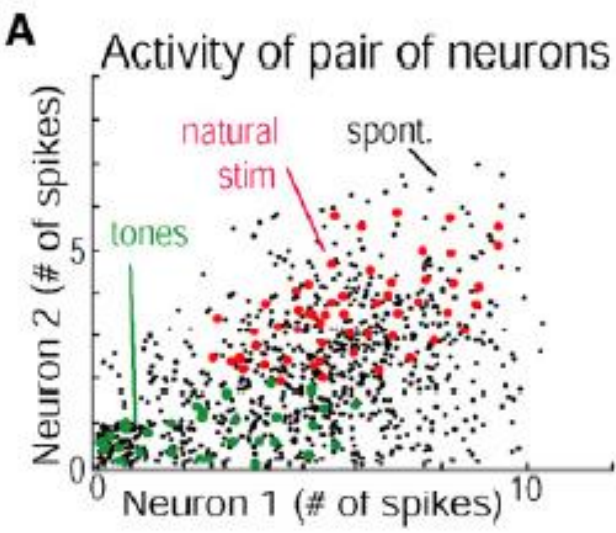 A
Activity of pair of neurons
natural
stim
spont.
tones
Neuron 2 (# of spikes)
5
0
0
10
Neuron 1 (# of spikes)